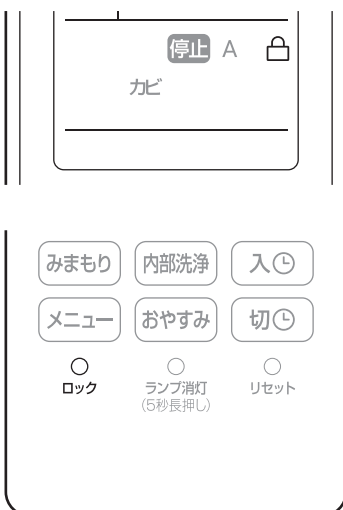 停止 A
カビ
みまもり 内部洗浄 入
メニュー おやすみ 切
ロック ランプ消灯 リセット
(5秒長押し)